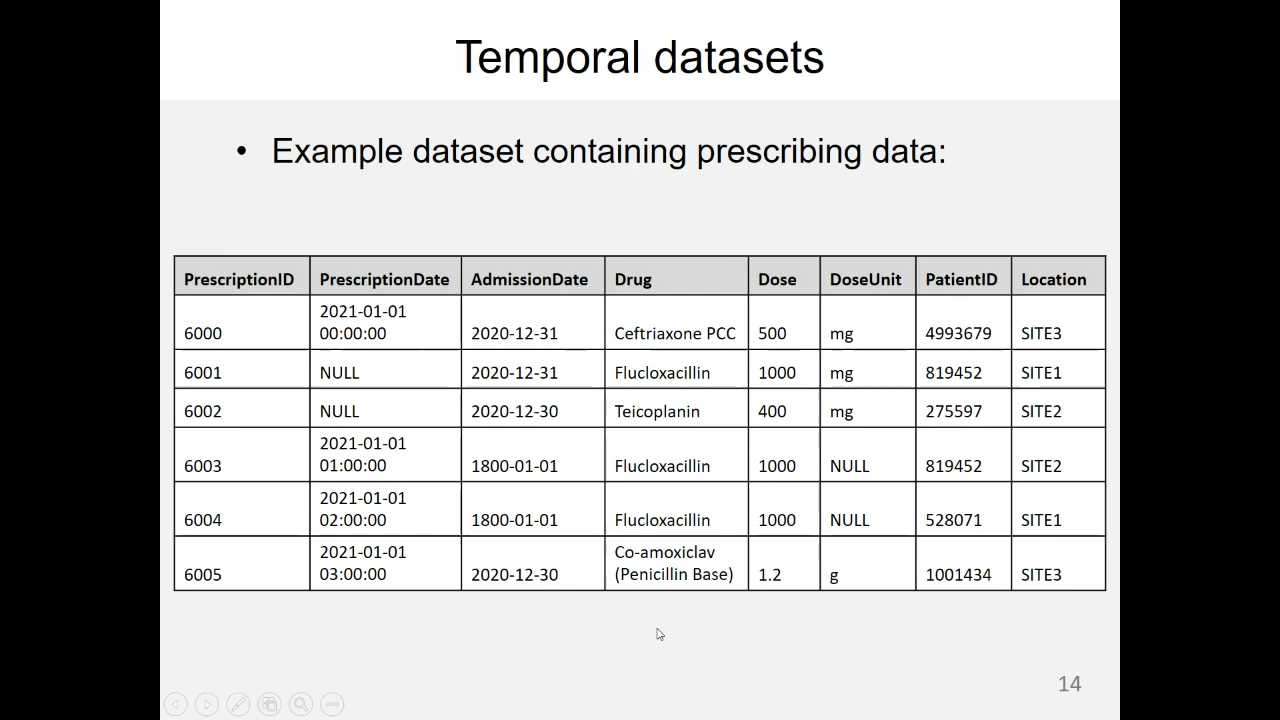 Temporal datasets
• Example dataset containing prescribing data:
PrescriptionID PrescriptionDate AdmissionDate Drug Dose DoseUnit PatientID Location
2021-01-01
6000 00:00:00 2020-12-31 Ceftriaxone PCC 500 mg 4993679 SITE3
6001 NULL 2020-12-31 Flucloxacillin 1000 mg 819452 SITE1
6002 NULL 2020-12-30 Teicoplanin 400 mg 275597 SITE2
2021-01-01
6003 01:00:00 1800-01-01 Flucloxacillin 1000 NULL 819452 SITE2
2021-01-01
6004 02:00:00 1800-01-01 Flucloxacillin 1000 NULL 528071 SITE1
2021-01-01 Co-amoxiclav
6005 03:00:00 2020-12-30 (Penicillin Base) 1.2 g 1001434 SITE3
14